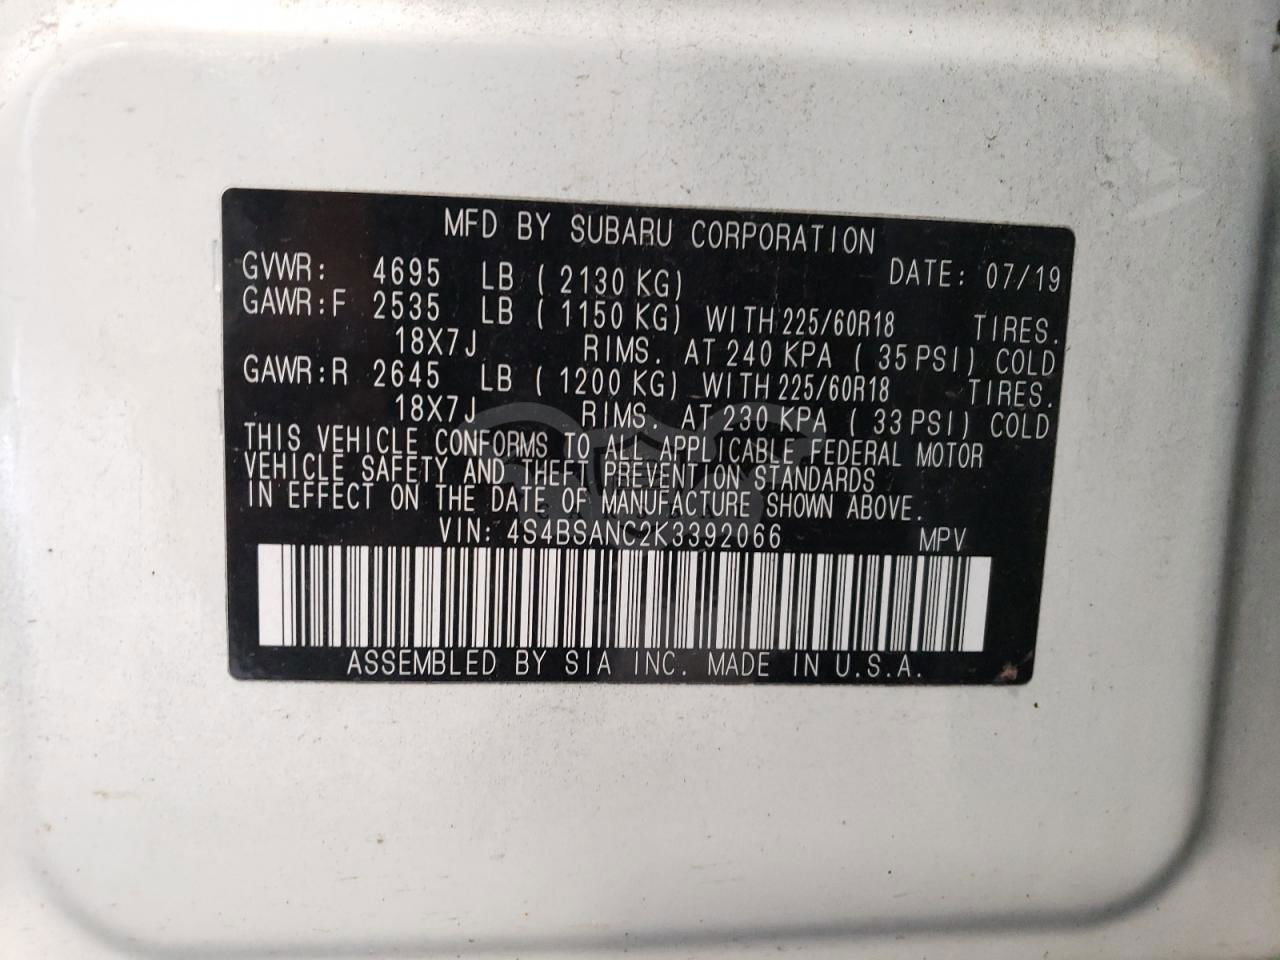 MFD BY SUBARU CORPORATION
GVWR: 4695 LB ( 2130 KG) DATE: 07/19
GAWR:F 2535 LB ( 1150 KG) WITH 225/60R18 TIRES.
18X7J RIMS. AT 240 KPA ( 35 PSI) COLD
GAWR:R 2645 LB ( 1200 KG) WITH 225/60R18 TIRES.
18X7J RIMS. AT 230 KPA ( 33 PSI) COLD
THIS VEHICLE CONFORMS TO ALL APPLICABLE FEDERAL MOTOR
VEHICLE SAFETY AND THEFT PREVENTION STANDARDS
IN EFFECT ON THE DATE OF MANUFACTURE SHOWN ABOVE.
VIN: 4S4BSANC2K3392066 MPV
ASSEMBLED BY SIA INC. MADE IN U.S.A.